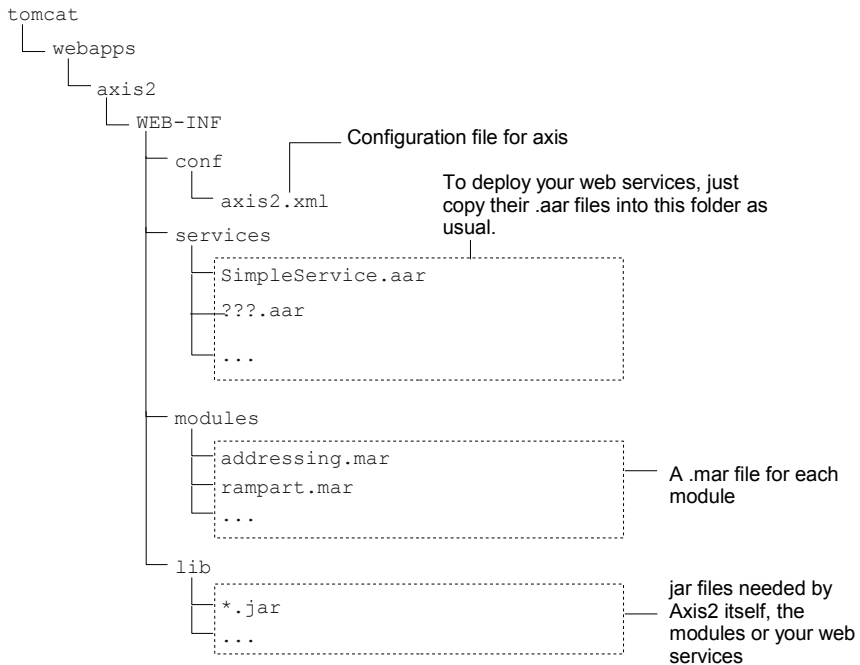 tomcat
webapps
axis2
WEB-INF
Configuration file for axis
conf
axis2.xml
To deploy your web services, just
copy their .aar files into this folder as
usual.
services
SimpleService.aar
???.aar
...
modules
addressing.mar
rampart.mar
...
A .mar file for each
module
lib
*.jar
...
jar files needed by
Axis2 itself, the
modules or your web
services